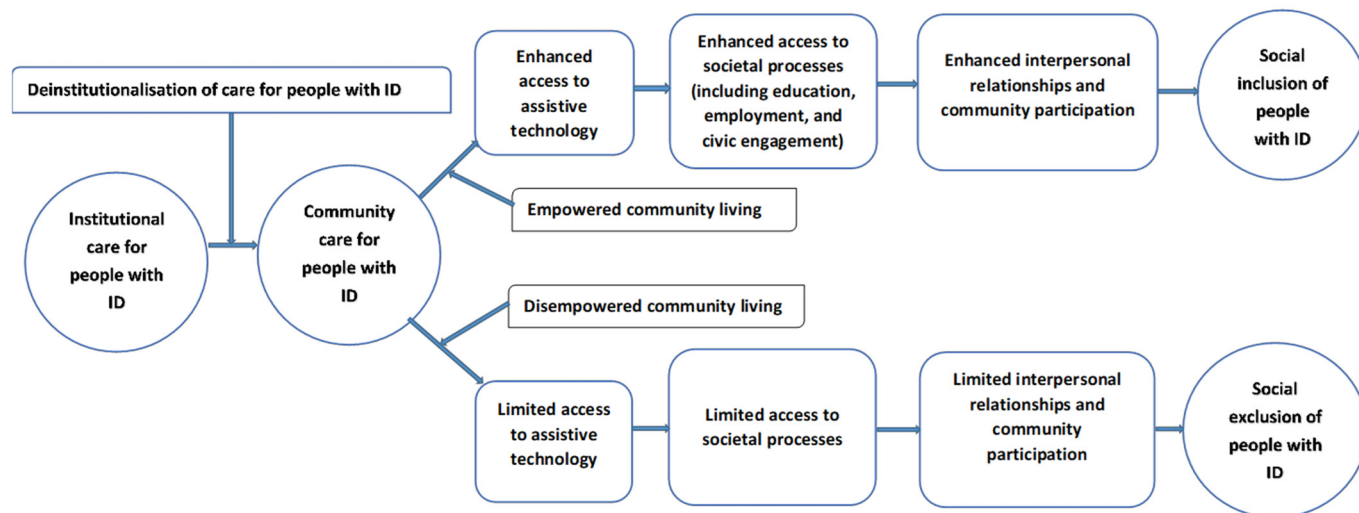 Deinstitutionalisation of care for people with ID
Institutional
care for
people with
ID
Community
care for
people with
ID
Enhanced
access to
assistive
technology
Enhanced access to
societal processes
(including education,
employment, and
civic engagement)
Enhanced interpersonal
relationships and
community participation
Social
inclusion of
people
with ID
Empowered community living
Disempowered community living
Limited access
to assistive
technology
Limited access to
societal processes
Limited interpersonal
relationships and
community
participation
Social
exclusion of
people with
ID